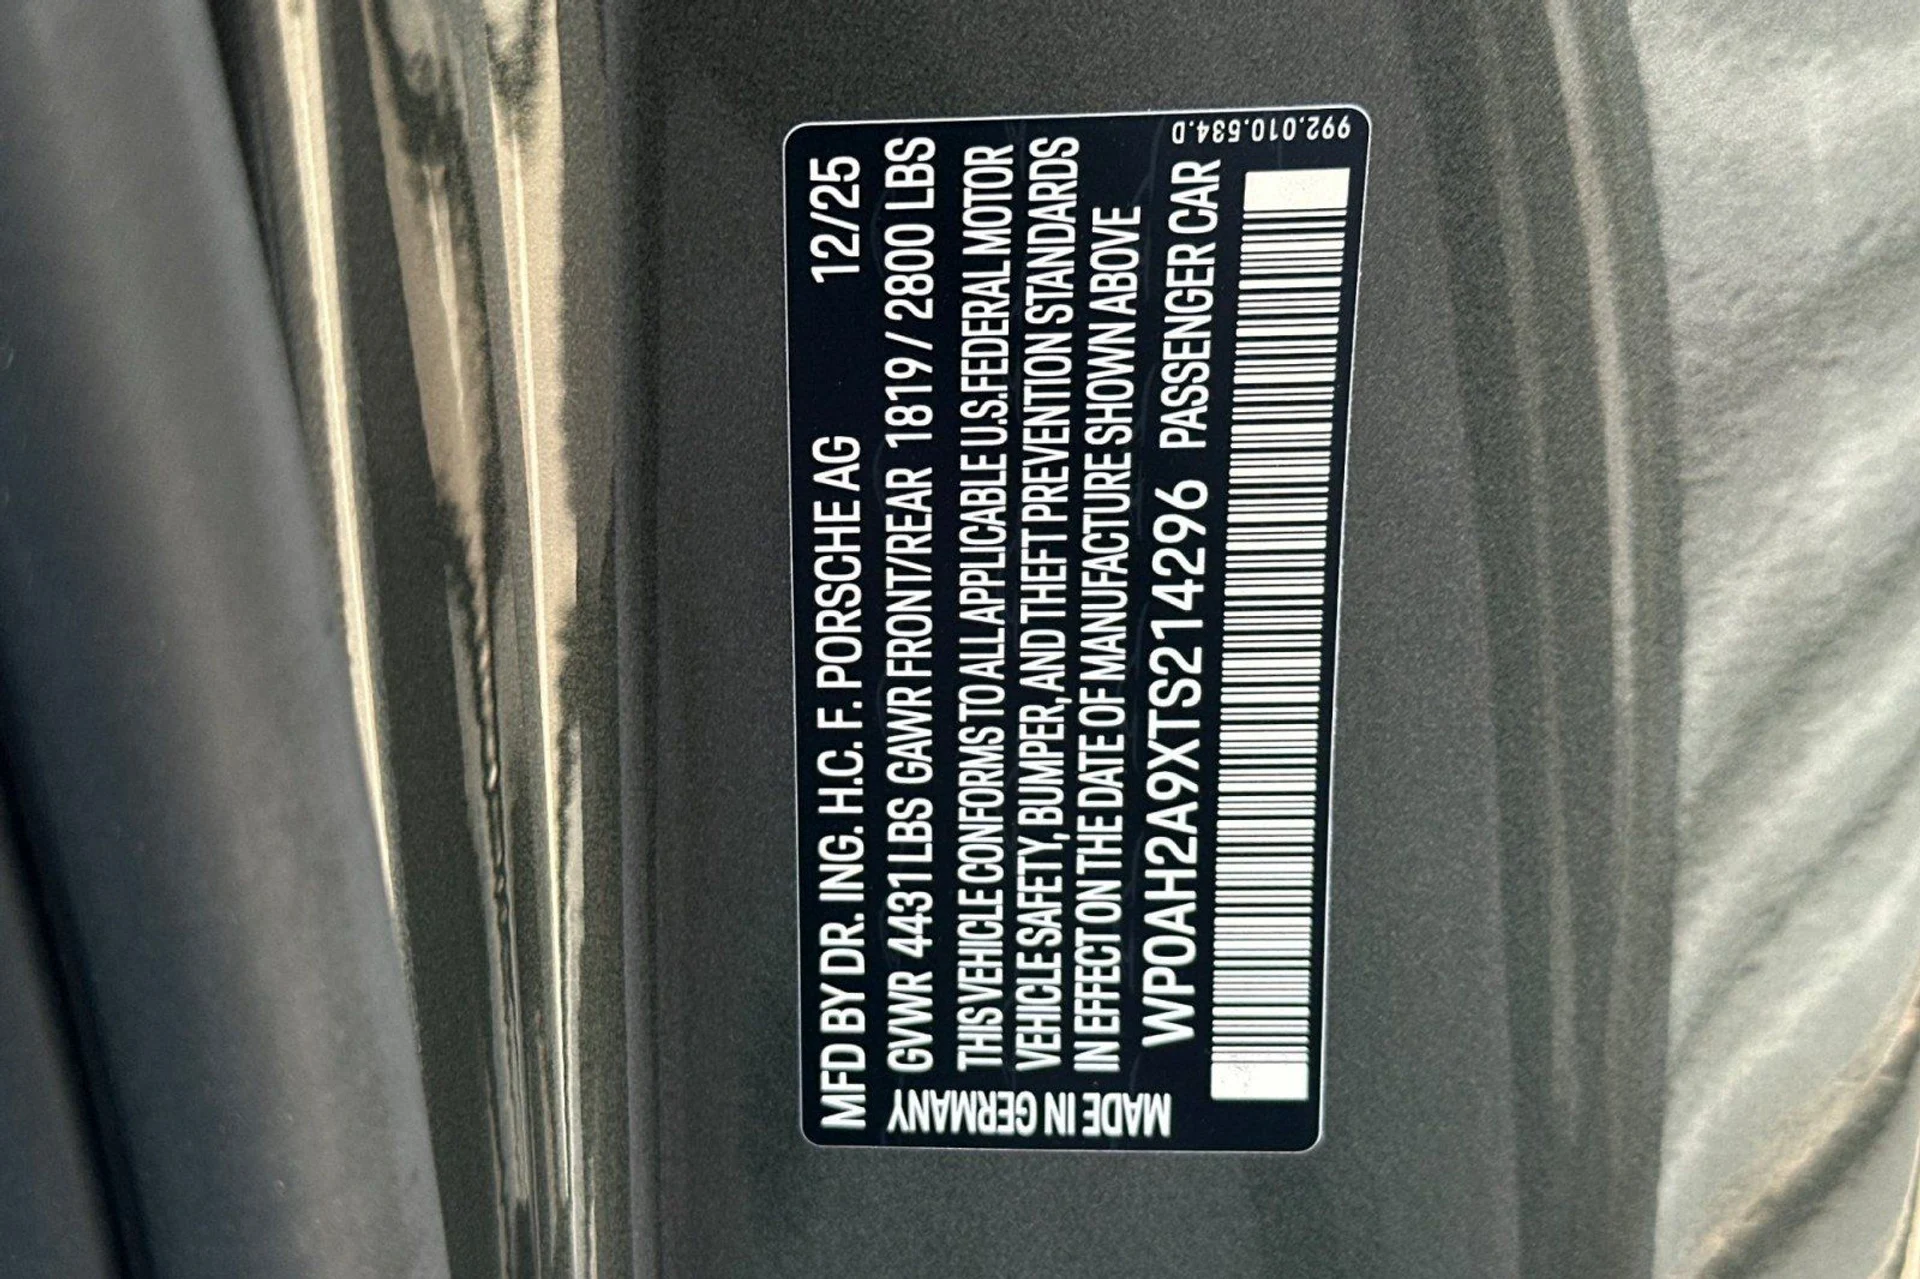 MFD BY DR. ING. H.C. F. PORSCHE AG 12/25
GVWR 4431 LBS GAWR FRONT/REAR 1819 / 2800 LBS
THIS VEHICLE CONFORMS TO ALL APPLICABLE U.S. FEDERAL MOTOR
VEHICLE SAFETY, BUMPER, AND THEFT PREVENTION STANDARDS
IN EFFECT ON THE DATE OF MANUFACTURE SHOWN ABOVE
WP0AH2A9XTS214296 PASSENGER CAR
MADE IN GERMANY
992.010.534.D